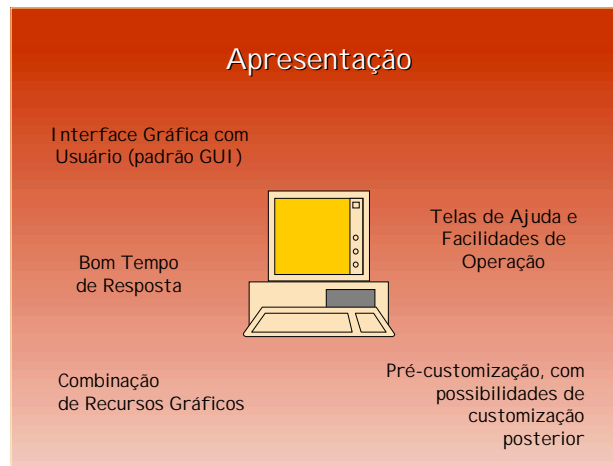 Apresentação
Interface Gráfica com
Usuário (padrão GUI)
Telas de Ajuda e
Facilidades de
Operação
Bom Tempo
de Resposta
Combinação
de Recursos Gráficos
Pré-customização, com
possibilidades de
customização
posterior